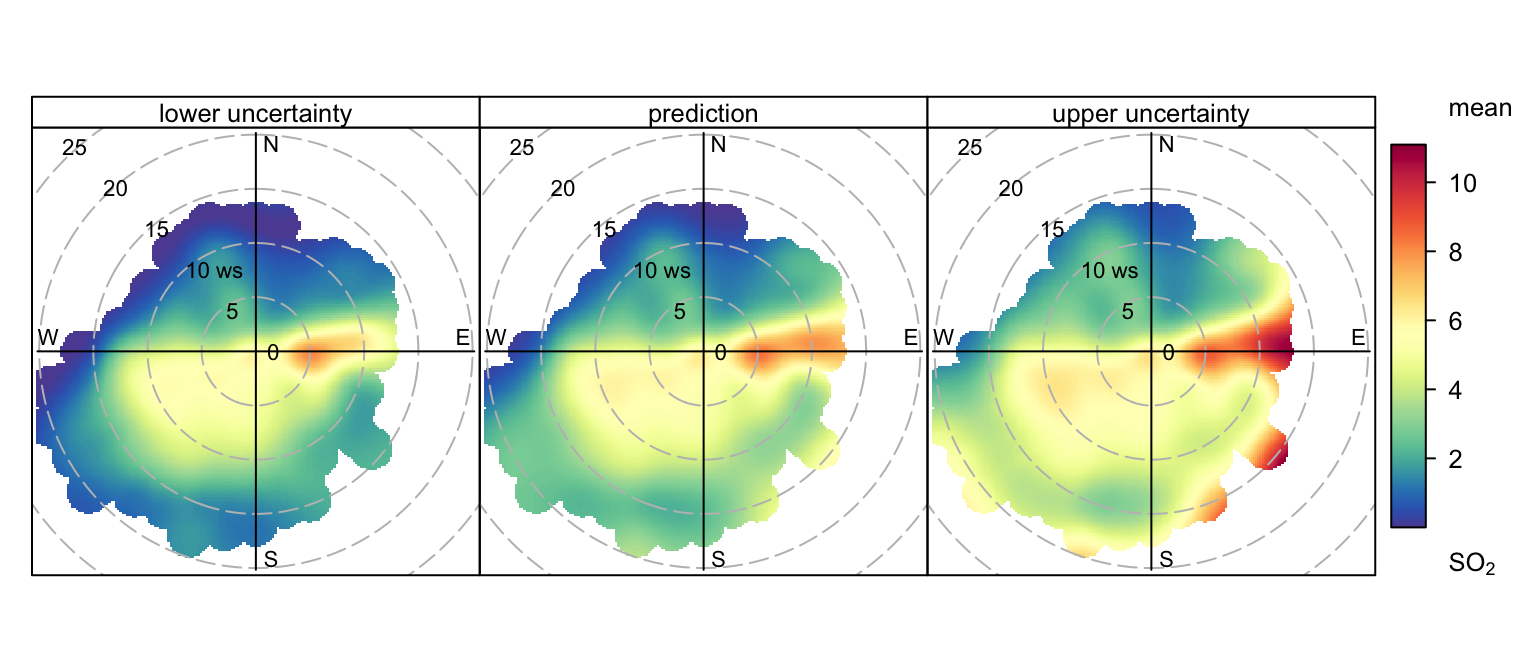 lower uncertainty prediction upper uncertainty mean
25 N 25 N 25 N
20 20 20
10
15 15 15
8
10 ws 10 ws 10 ws
5 5 5
6
W E W E W E
0 0 0
4
2
S S S
SO₂